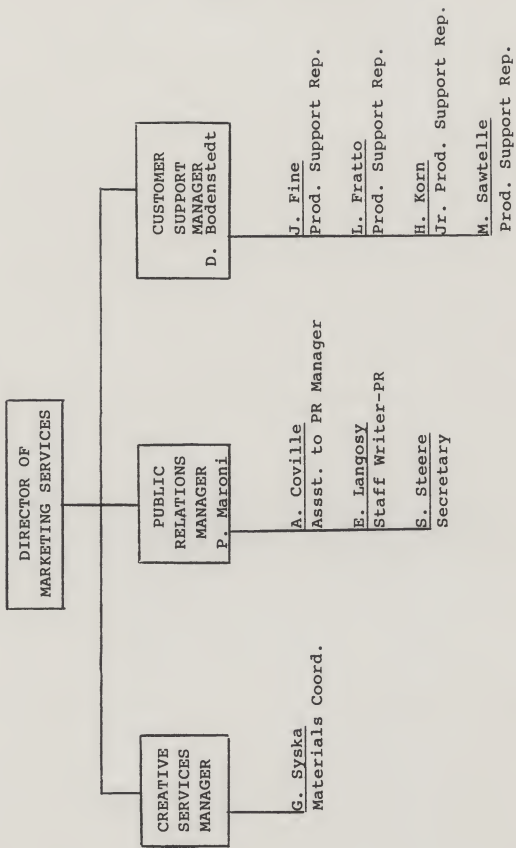 DIRECTOR OF
MARKETING SERVICES
CREATIVE
SERVICES
MANAGER
G. Syska
Materials Coord.
PUBLIC
RELATIONS
MANAGER
P. Maroni
A. Coville
Assst. to PR Manager
E. Langosy
Staff Writer-PR
S. Steere
Secretary
CUSTOMER
SUPPORT
MANAGER
D. Bodenstedt
J. Fine
Prod. Support Rep.
L. Fratto
Prod. Support Rep.
H. Korn
Jr. Prod. Support Rep.
M. Sawtelle
Prod. Support Rep.